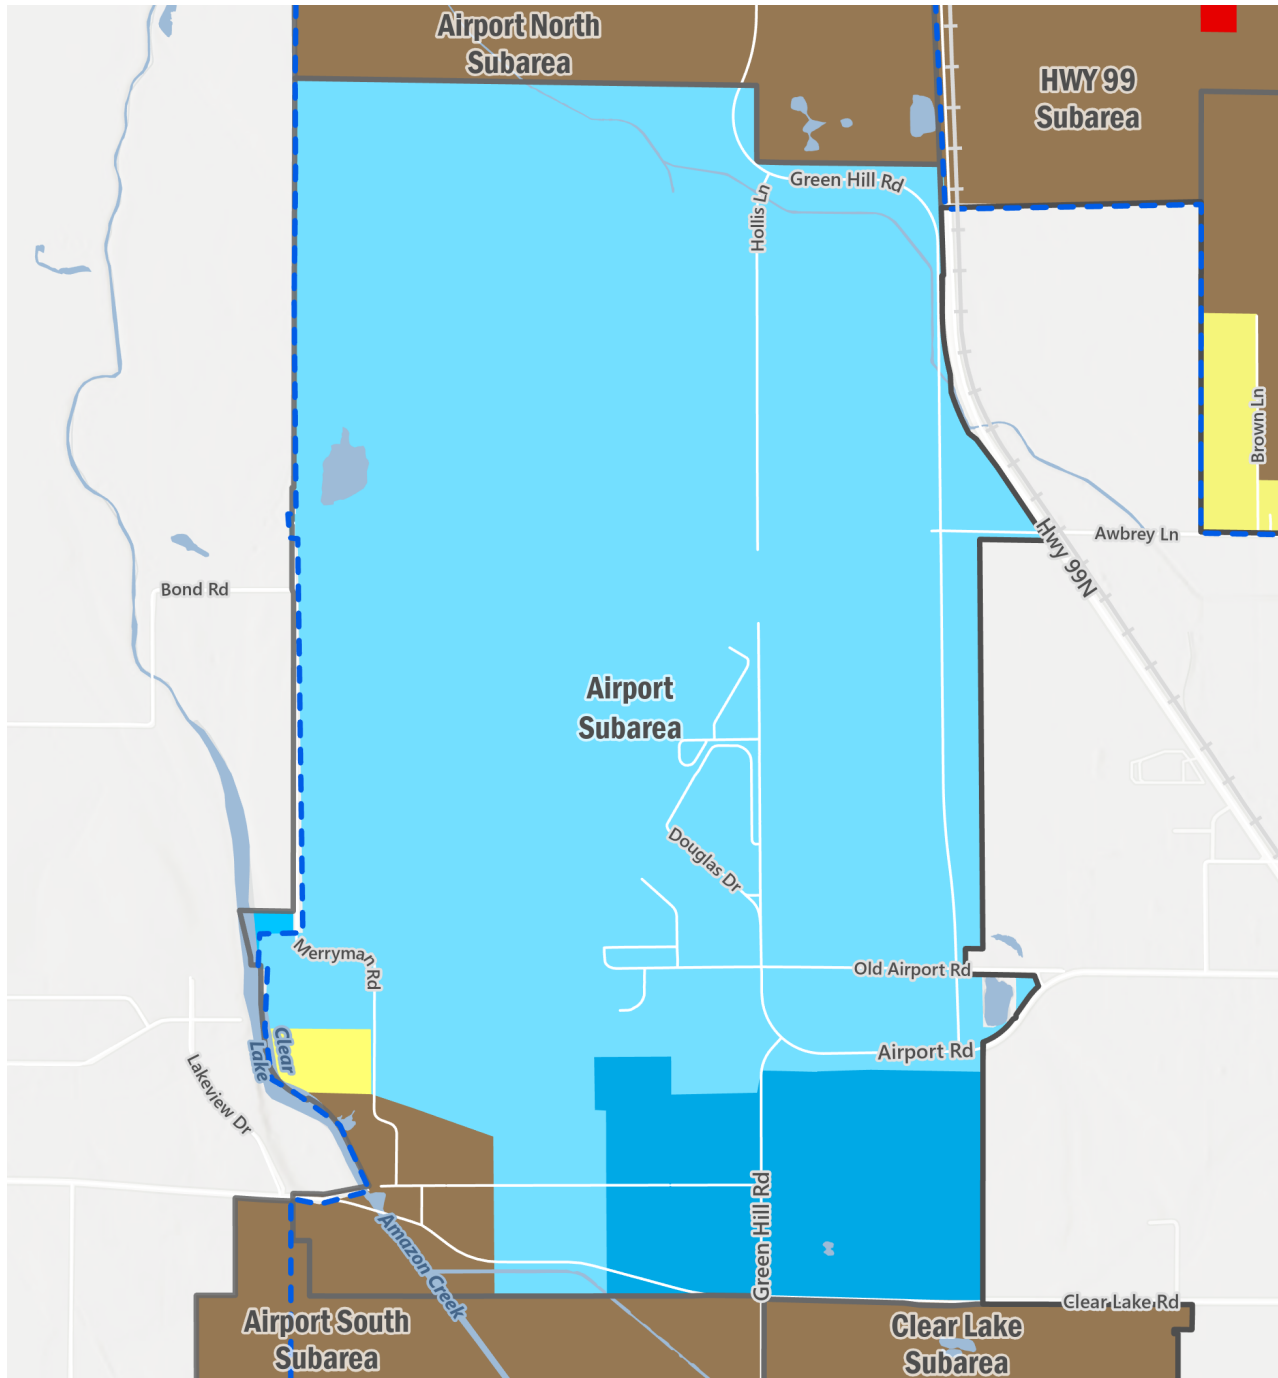 Airport North
Subarea
HWY 99
Subarea
Green Hill Rd
Hollis Ln
Brown Ln
Awbrey Ln
Hwy 99N
Bond Rd
Airport
Subarea
Douglas Dr
Merryman Rd
Old Airport Rd
Clear
Lake
Airport Rd
Lakeview Dr
Green Hill Rd
Amazon Creek
Clear Lake Rd
Airport South
Subarea
Clear Lake
Subarea